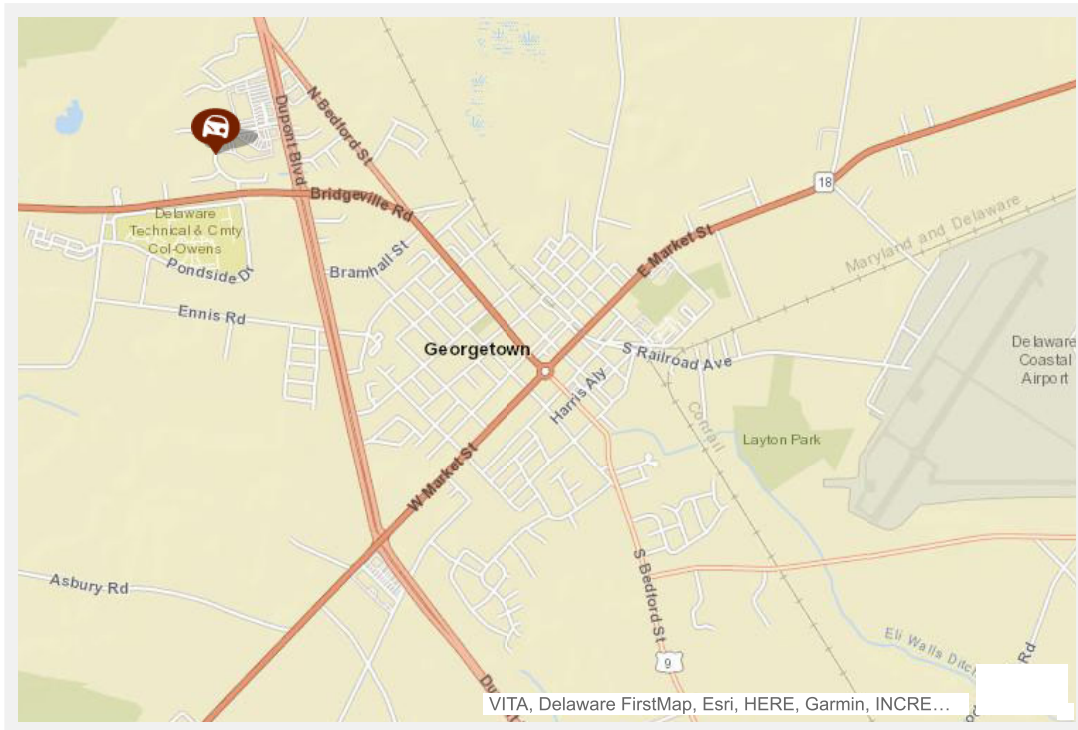 N Bedford St
Dupont Blvd
Bridgeville Rd
18
Delaware
Technical & Cmty
Col-Owens
Pondside Dr
Bramhall St
E Market St
Maryland and Delaware
Ennis Rd
Georgetown
S Railroad Ave
Delaware
Coastal
Airport
Harris Aly
Conrail
Layton Park
W Market St
Asbury Rd
S Bedford St
Eli Walls Ditch
Rd
9
VITA, Delaware FirstMap, Esri, HERE, Garmin, INCRE…